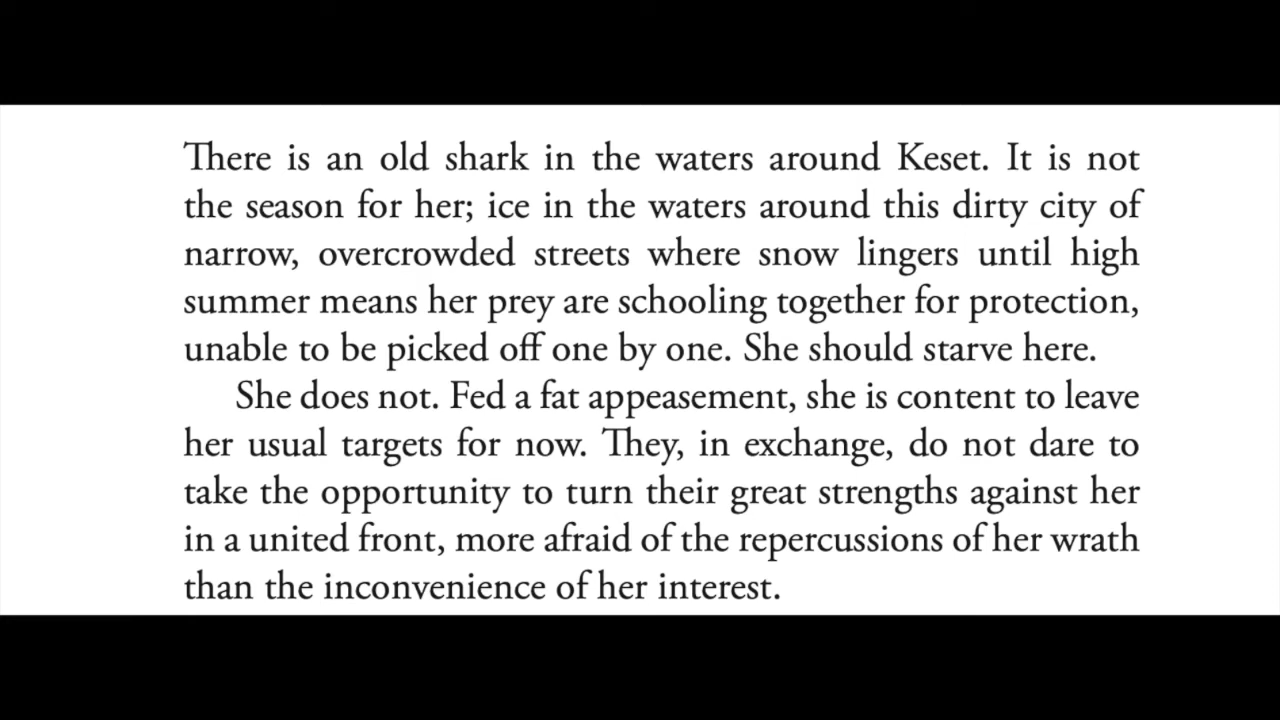 There is an old shark in the waters around Keset. It is not
the season for her; ice in the waters around this dirty city of
narrow, overcrowded streets where snow lingers until high
summer means her prey are schooling together for protection,
unable to be picked off one by one. She should starve here.
She does not. Fed a fat appeasement, she is content to leave
her usual targets for now. They, in exchange, do not dare to
take the opportunity to turn their great strengths against her
in a united front, more afraid of the repercussions of her wrath
than the inconvenience of her interest.